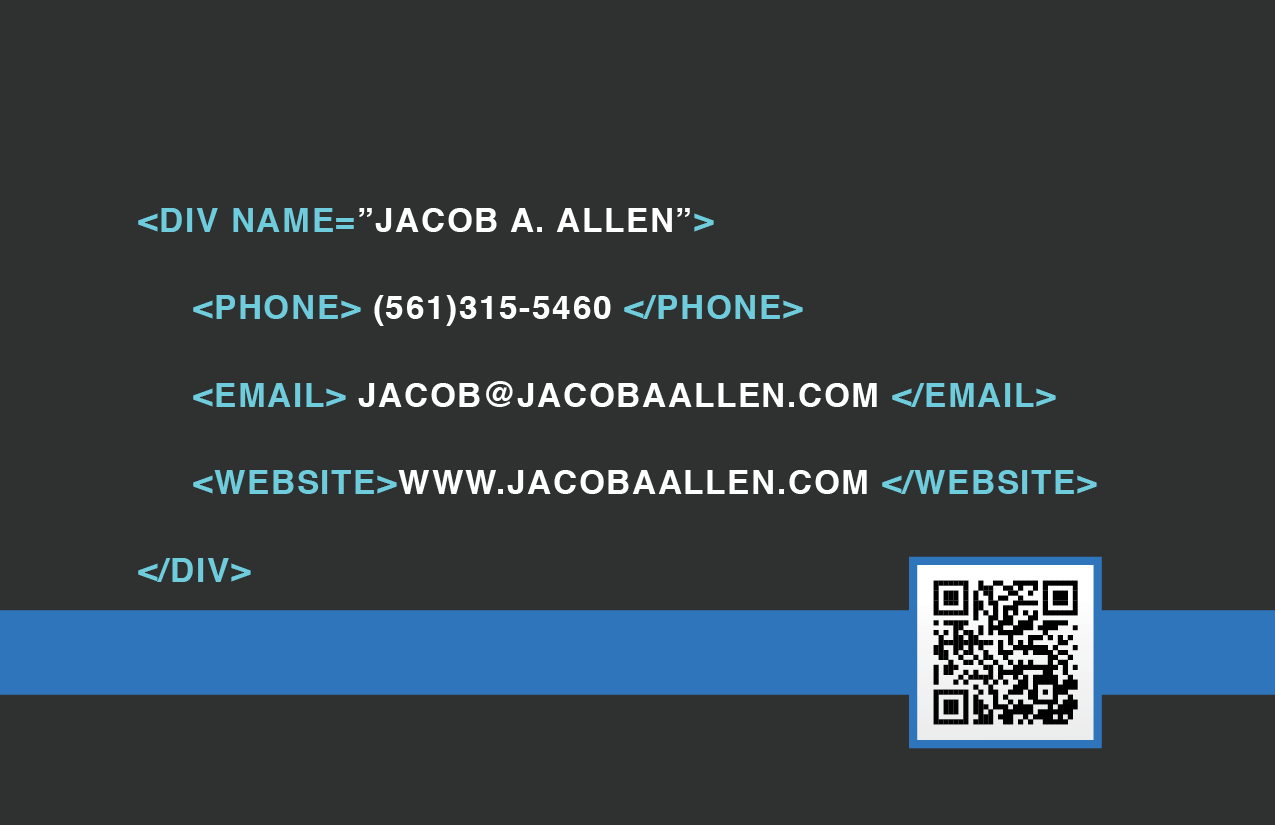 <DIV NAME=”JACOB A. ALLEN”>
<PHONE> (561)315-5460 </PHONE>
<EMAIL> JACOB@JACOBAALLEN.COM </EMAIL>
<WEBSITE>WWW.JACOBAALLEN.COM </WEBSITE>
</DIV>